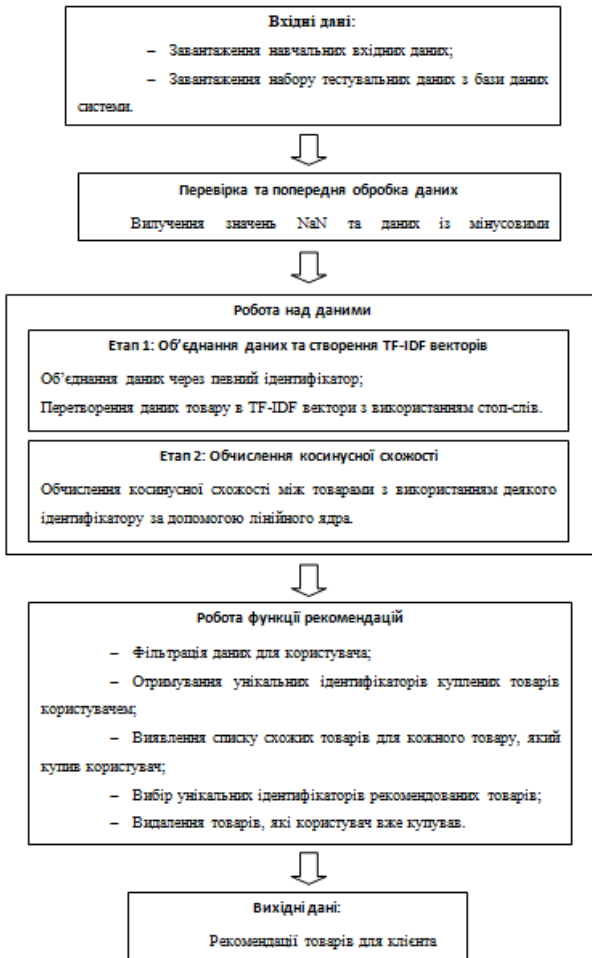 Вхідні дані:
– Завантаження навчальних вхідних даних;
– Завантаження набору тестувальних даних з бази даних
системи.
Перевірка та попередня обробка даних
Вилучення значень NaN та даних із мінусовими
Робота над даними
Етап 1: Об’єднання даних та створення TF-IDF векторів
Об’єднання даних через певний ідентифікатор;
Перетворення даних товару в TF-IDF вектори з використанням стоп-слів.
Етап 2: Обчислення косинусної схожості
Обчислення косинусної схожості між товарами з використанням деякого
ідентифікатору за допомогою лінійного ядра.
Робота функції рекомендацій
– Фільтрація даних для користувача;
– Отримування унікальних ідентифікаторів куплених товарів
користувачем;
– Виявлення списку схожих товарів для кожного товару, який
купив користувач;
– Вибір унікальних ідентифікаторів рекомендованих товарів;
– Видалення товарів, які користувач вже купував.
Вихідні дані:
Рекомендації товарів для клієнта